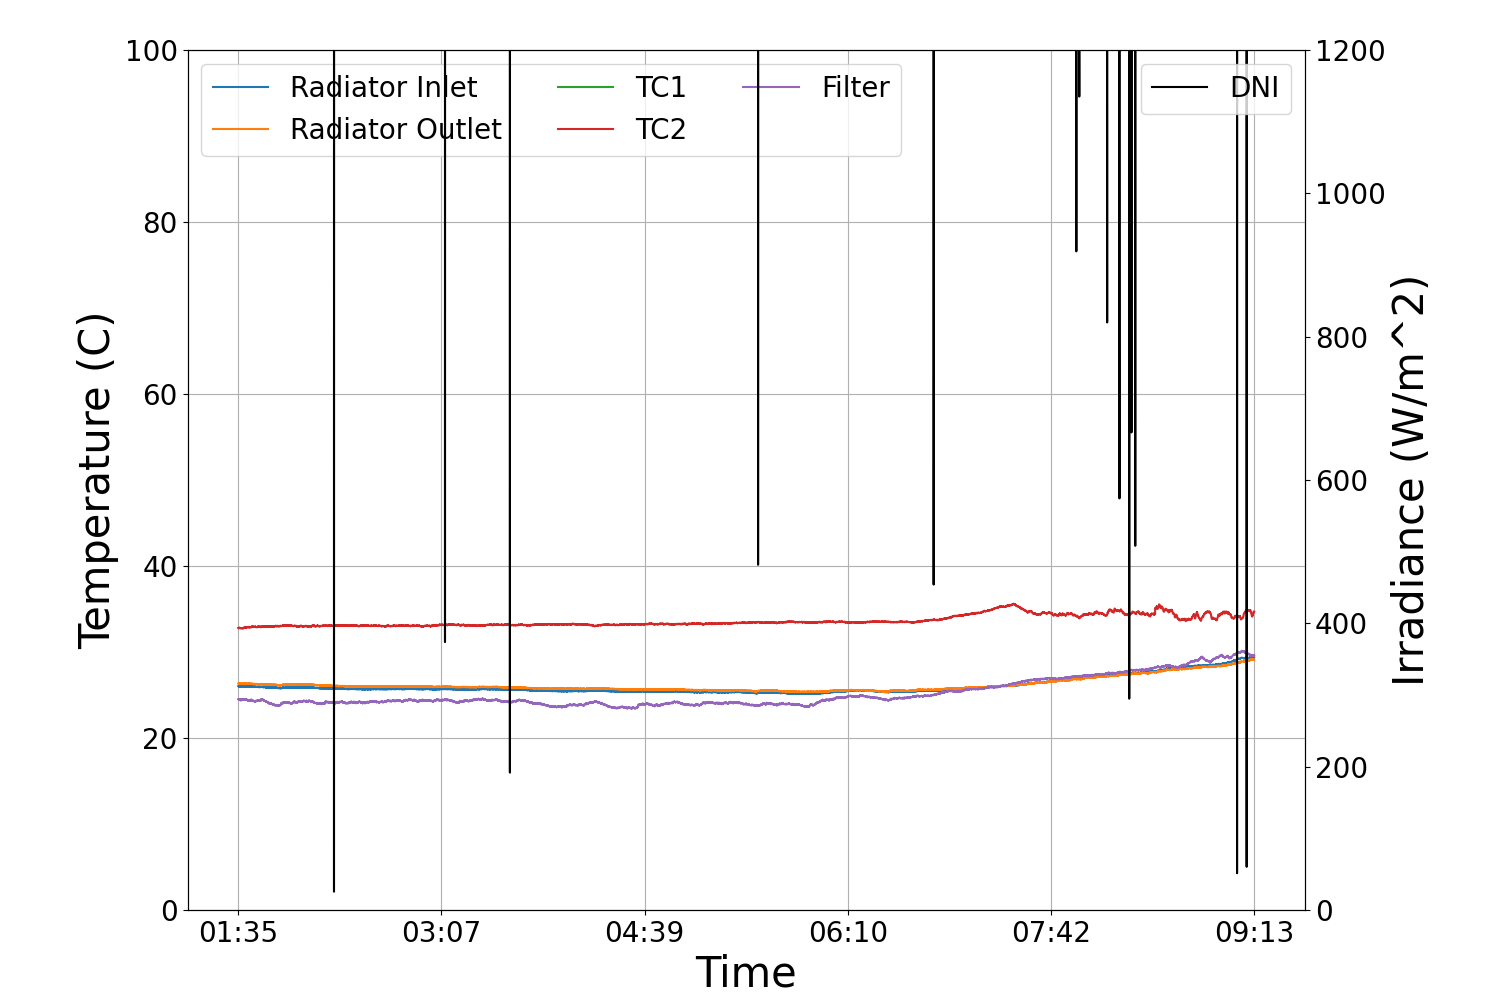 100
80
60
40
20
0
Temperature (C)
Radiator Inlet
Radiator Outlet
TC1
TC2
Filter
DNI
1200
1000
800
600
400
200
0
Irradiance (W/m^2)
01:35 03:07 04:39 06:10 07:42 09:13
Time